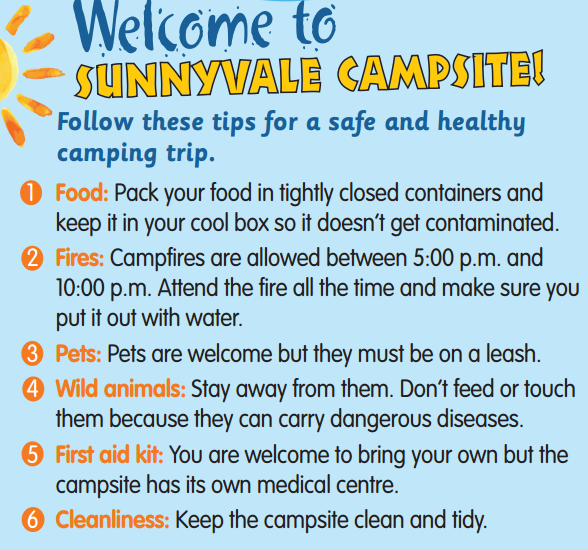 Welcome to
SUNNYVALE CAMPSITE!
Follow these tips for a safe and healthy
camping trip.
1 Food: Pack your food in tightly closed containers and
keep it in your cool box so it doesn't get contaminated.
2 Fires: Campfires are allowed between 5:00 p.m. and
10:00 p.m. Attend the fire all the time and make sure you
put it out with water.
3 Pets: Pets are welcome but they must be on a leash.
4 Wild animals: Stay away from them. Don't feed or touch
them because they can carry dangerous diseases.
5 First aid kit: You are welcome to bring your own but the
campsite has its own medical centre.
6 Cleanliness: Keep the campsite clean and tidy.